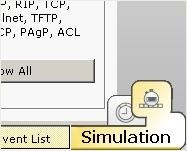 P, RIP, TCP,
lnet, TFTP,
CP, PAgP, ACL
ow All
vent List
Simulation